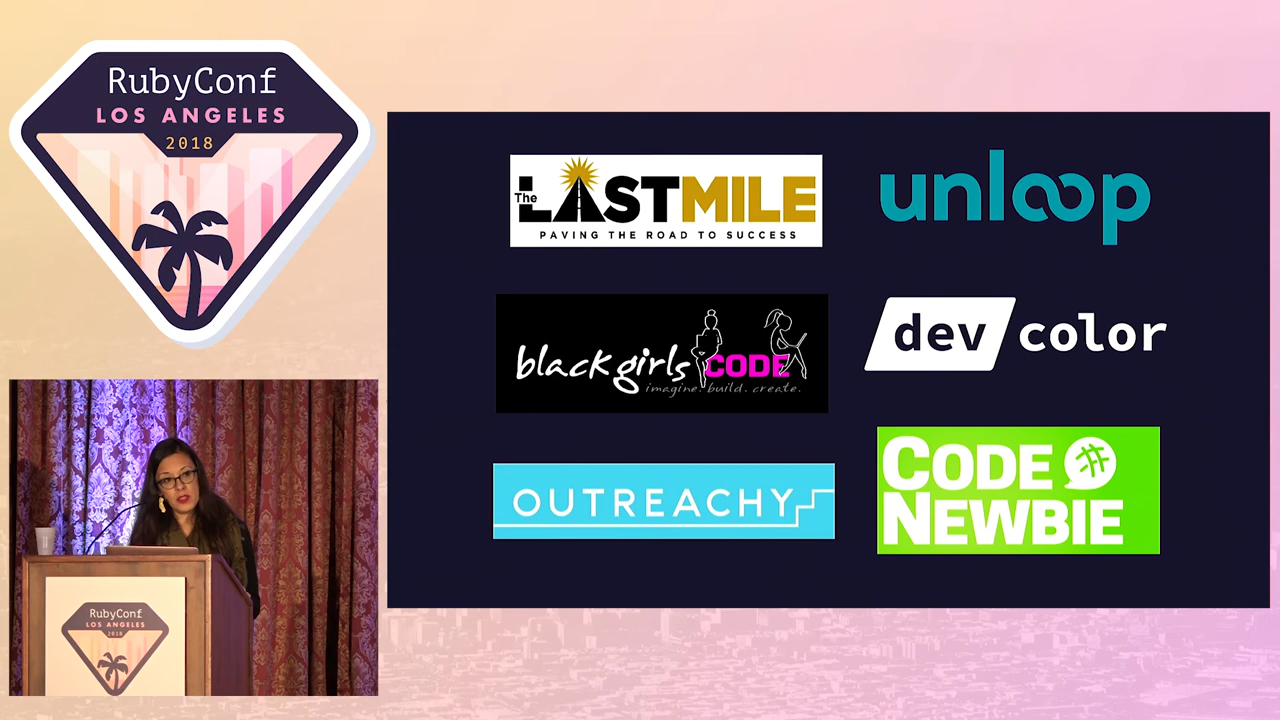 RubyConf
LOS ANGELES
2018
The LASTMILE
PAVING THE ROAD TO SUCCESS
unloop
black girls CODE
imagine. build. create.
dev color
OUTREACHY
CODE
NEWBIE
RubyConf
LOS ANGELES
2018